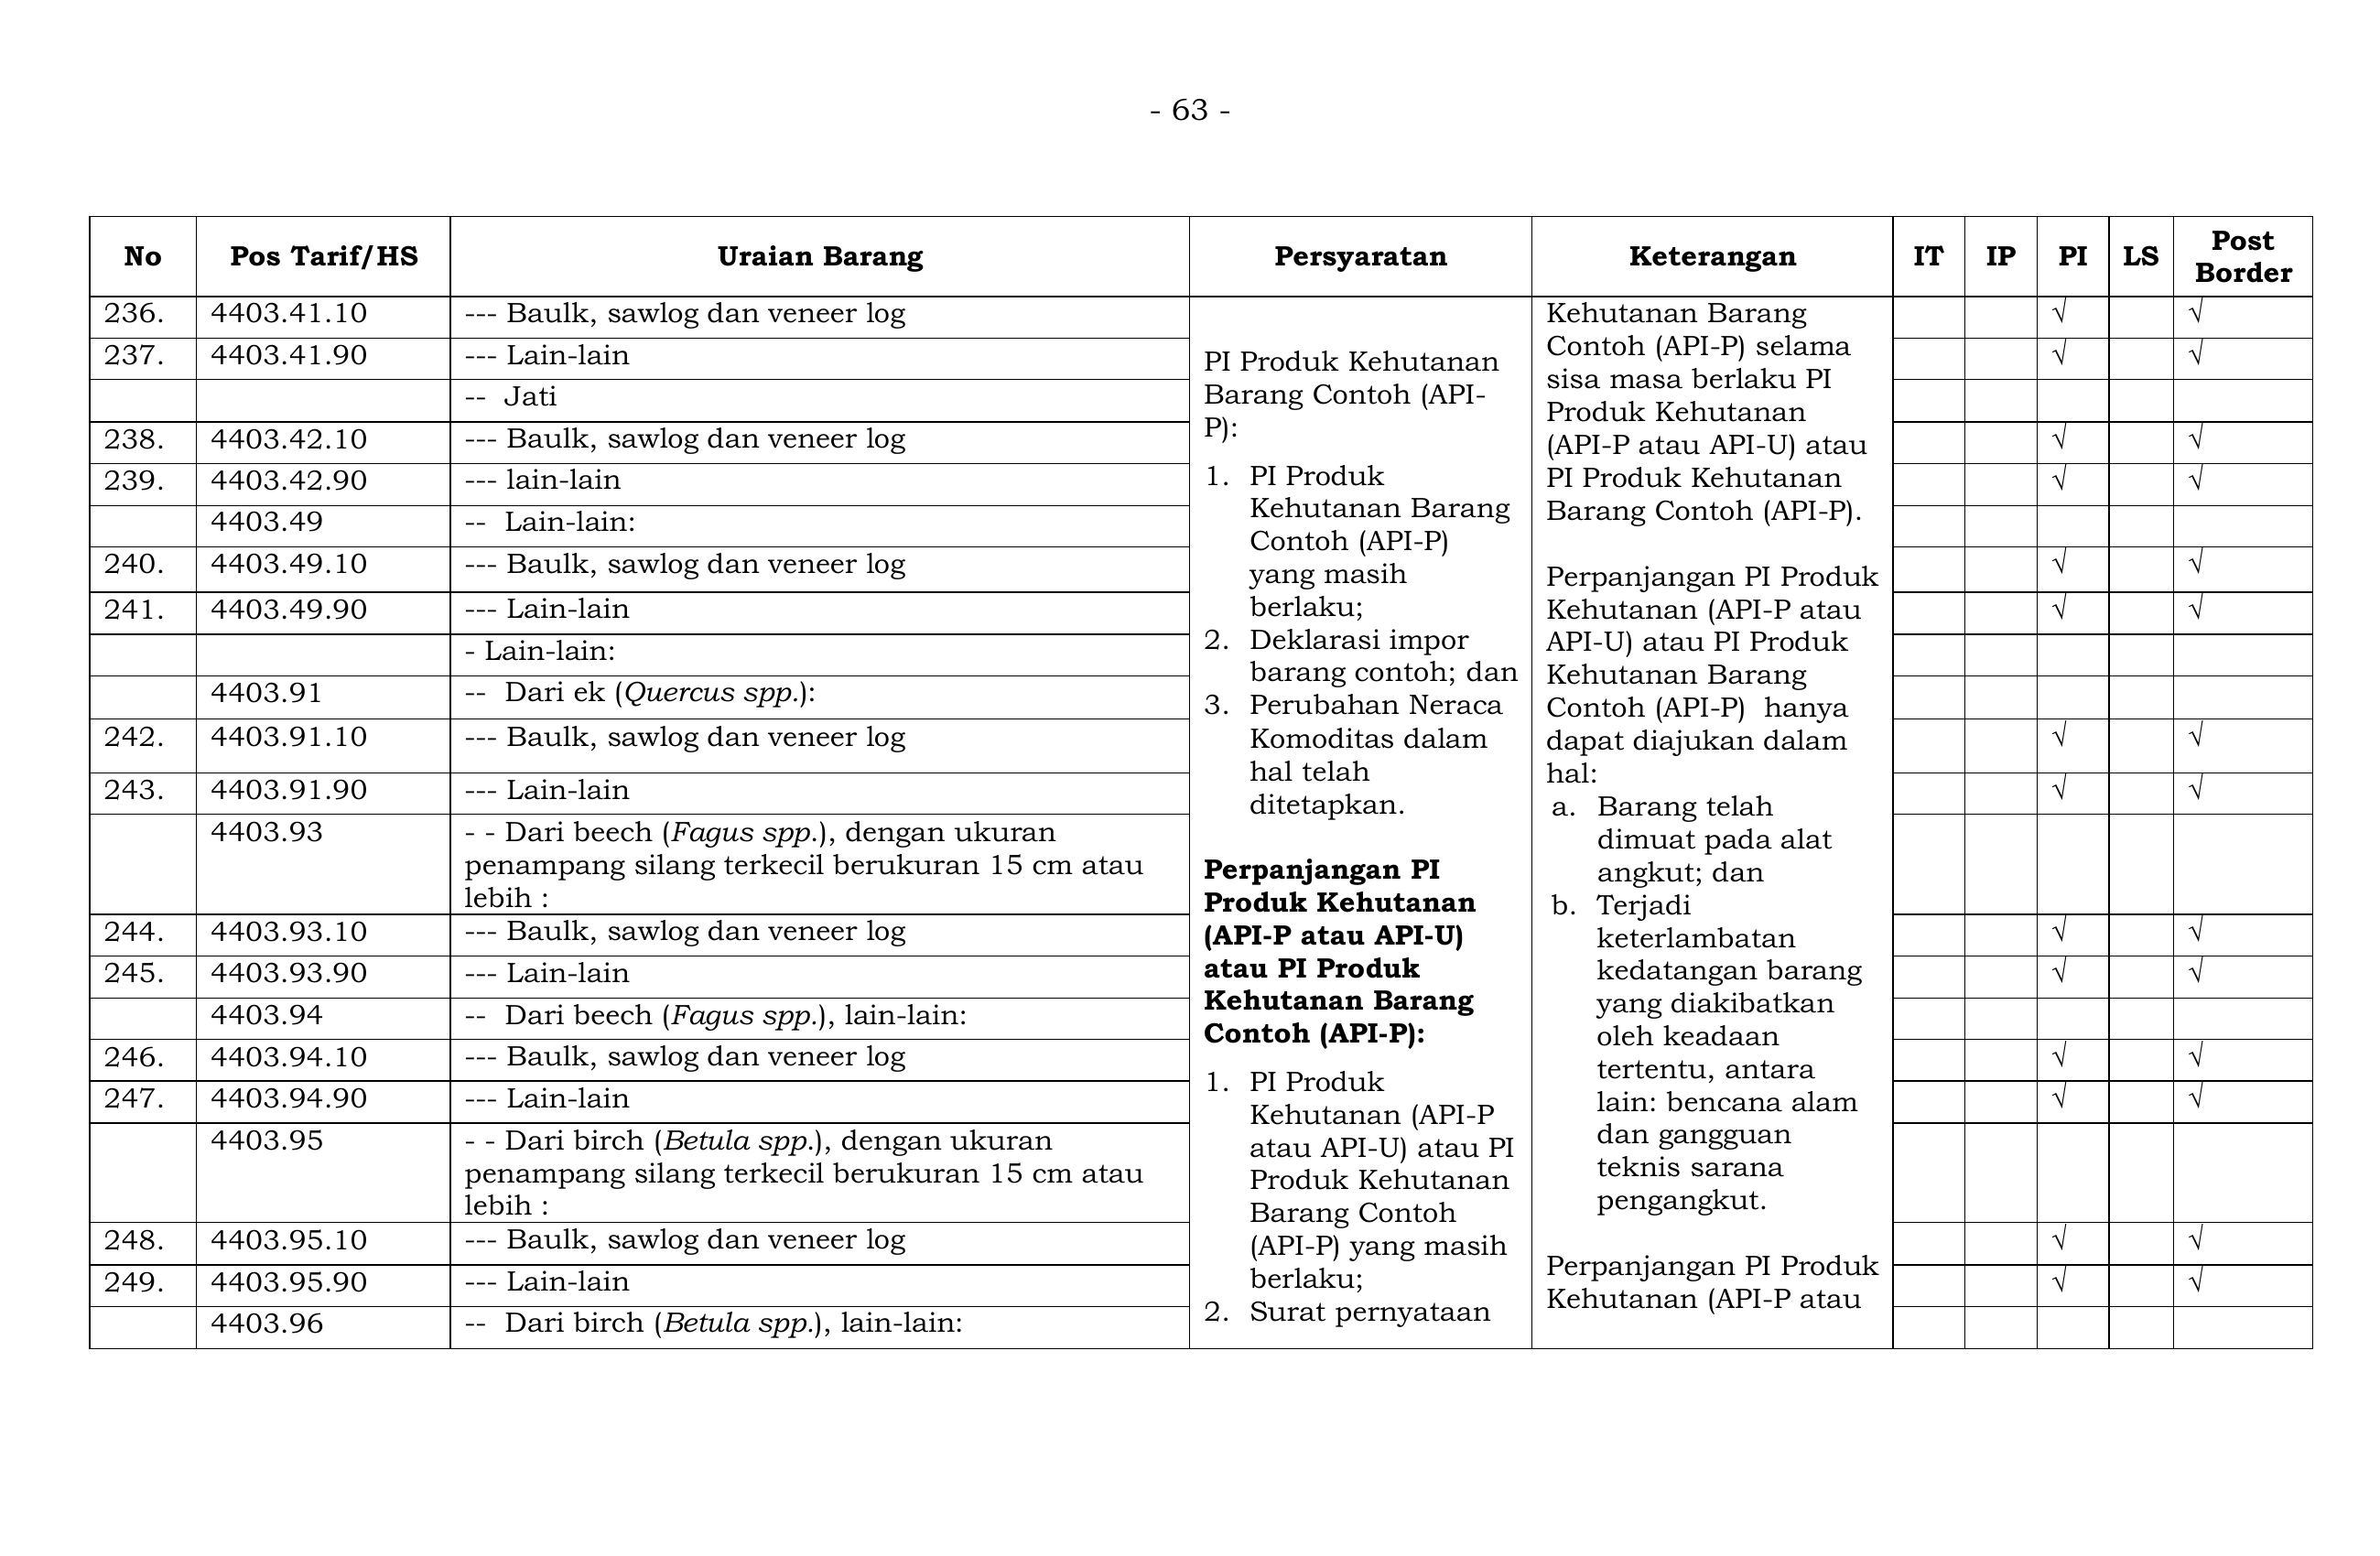 - 63 -
No Pos Tarif/HS Uraian Barang Persyaratan Keterangan IT IP PI LS Post Border
236. 4403.41.10 --- Baulk, sawlog dan veneer log √ √
237. 4403.41.90 --- Lain-lain √ √
-- Jati
238. 4403.42.10 --- Baulk, sawlog dan veneer log √ √
239. 4403.42.90 --- lain-lain √ √
4403.49 -- Lain-lain:
240. 4403.49.10 --- Baulk, sawlog dan veneer log √ √
241. 4403.49.90 --- Lain-lain √ √
- Lain-lain:
4403.91 -- Dari ek (Quercus spp.):
242. 4403.91.10 --- Baulk, sawlog dan veneer log √ √
243. 4403.91.90 --- Lain-lain √ √
4403.93 - - Dari beech (Fagus spp.), dengan ukuran
penampang silang terkecil berukuran 15 cm atau
lebih :
244. 4403.93.10 --- Baulk, sawlog dan veneer log √ √
245. 4403.93.90 --- Lain-lain √ √
4403.94 -- Dari beech (Fagus spp.), lain-lain:
246. 4403.94.10 --- Baulk, sawlog dan veneer log √ √
247. 4403.94.90 --- Lain-lain √ √
4403.95 - - Dari birch (Betula spp.), dengan ukuran
penampang silang terkecil berukuran 15 cm atau
lebih :
248. 4403.95.10 --- Baulk, sawlog dan veneer log √ √
249. 4403.95.90 --- Lain-lain √ √
4403.96 -- Dari birch (Betula spp.), lain-lain:
PI Produk Kehutanan
Barang Contoh (API-
P):
1. PI Produk
Kehutanan Barang
Contoh (API-P)
yang masih
berlaku;
2. Deklarasi impor
barang contoh; dan
3. Perubahan Neraca
Komoditas dalam
hal telah
ditetapkan.
Perpanjangan PI
Produk Kehutanan
(API-P atau API-U)
atau PI Produk
Kehutanan Barang
Contoh (API-P):
1. PI Produk
Kehutanan (API-P
atau API-U) atau PI
Produk Kehutanan
Barang Contoh
(API-P) yang masih
berlaku;
2. Surat pernyataan
Kehutanan Barang
Contoh (API-P) selama
sisa masa berlaku PI
Produk Kehutanan
(API-P atau API-U) atau
PI Produk Kehutanan
Barang Contoh (API-P).
Perpanjangan PI Produk
Kehutanan (API-P atau
API-U) atau PI Produk
Kehutanan Barang
Contoh (API-P) hanya
dapat diajukan dalam
hal:
a. Barang telah
dimuat pada alat
angkut; dan
b. Terjadi
keterlambatan
kedatangan barang
yang diakibatkan
oleh keadaan
tertentu, antara
lain: bencana alam
dan gangguan
teknis sarana
pengangkut.
Perpanjangan PI Produk
Kehutanan (API-P atau